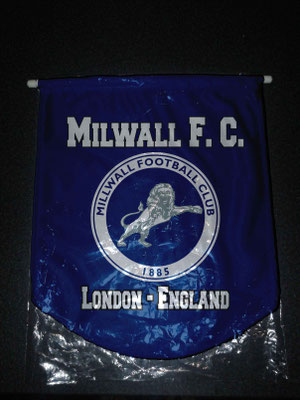 MILWALL F. C.
MILLWALL FOOTBALL CLUB
1885
LONDON - ENGLAND